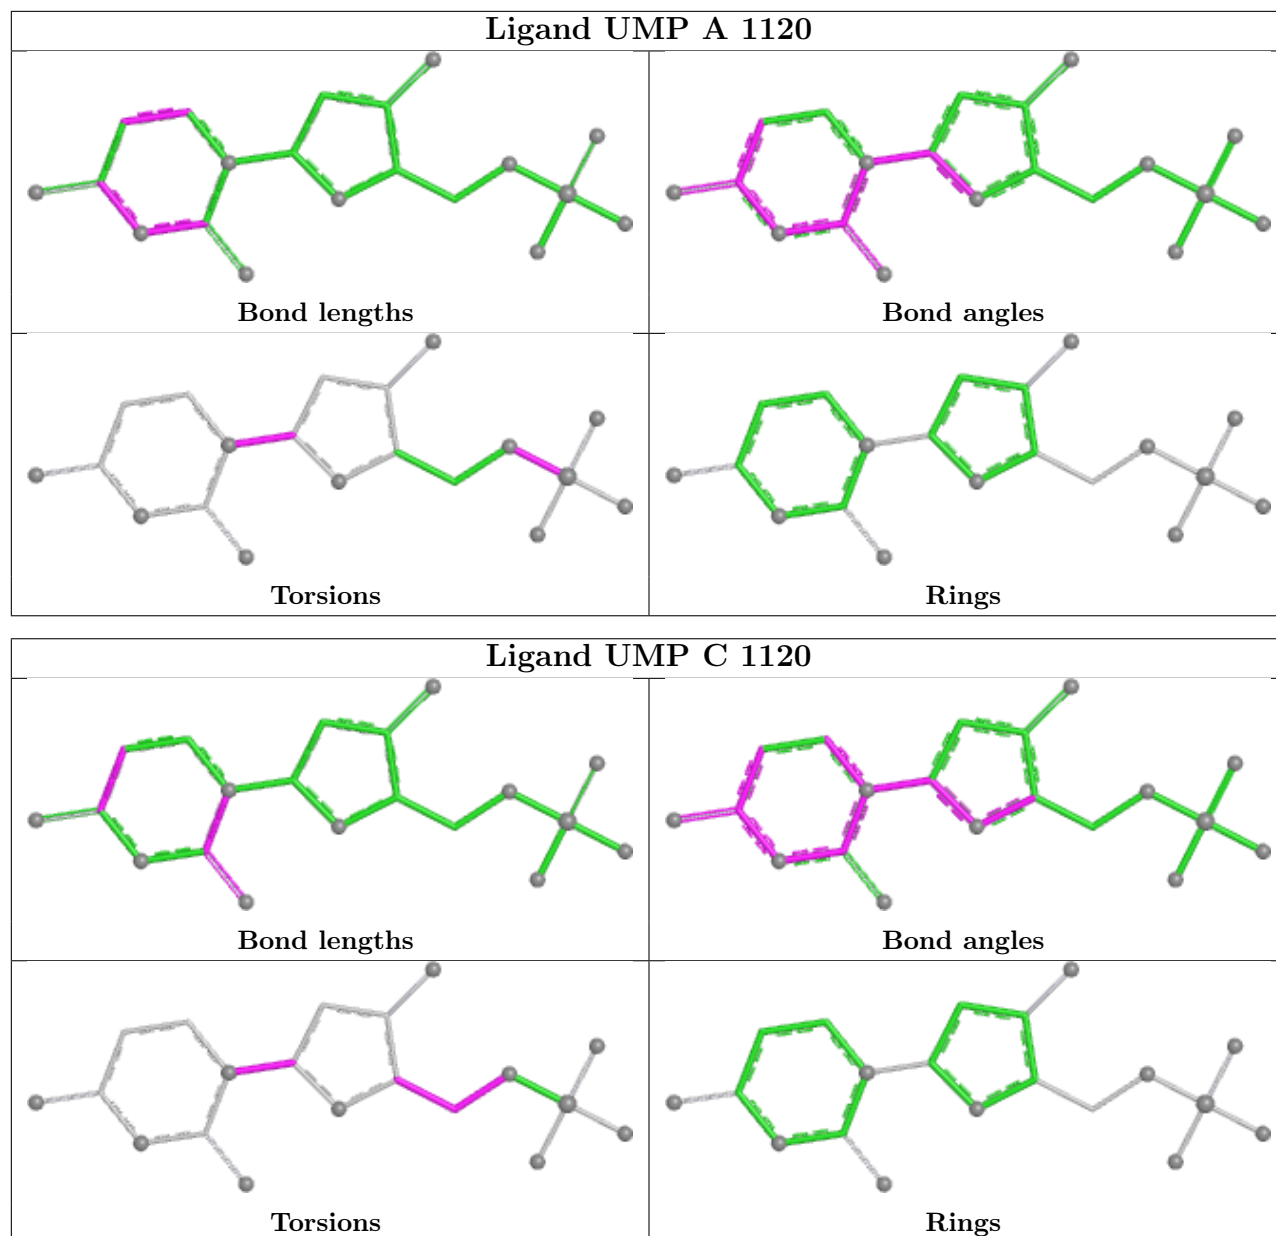 Ligand UMP A 1120
Bond lengths
Bond angles
Torsions
Rings
Ligand UMP C 1120
Bond lengths
Bond angles
Torsions
Rings